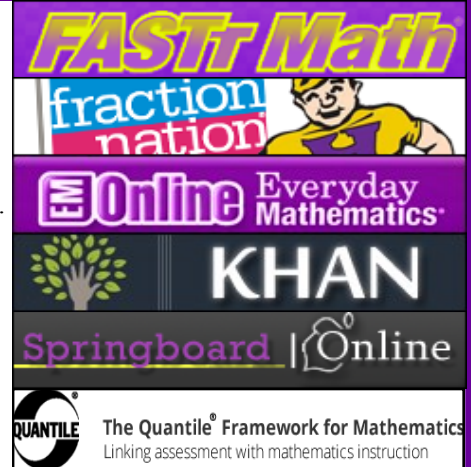 FASTT Math®
fraction
nation
EM Online Everyday
Mathematics®
KHAN
Springboard | Online
QUANTILE®
The Quantile® Framework for Mathematics
Linking assessment with mathematics instruction